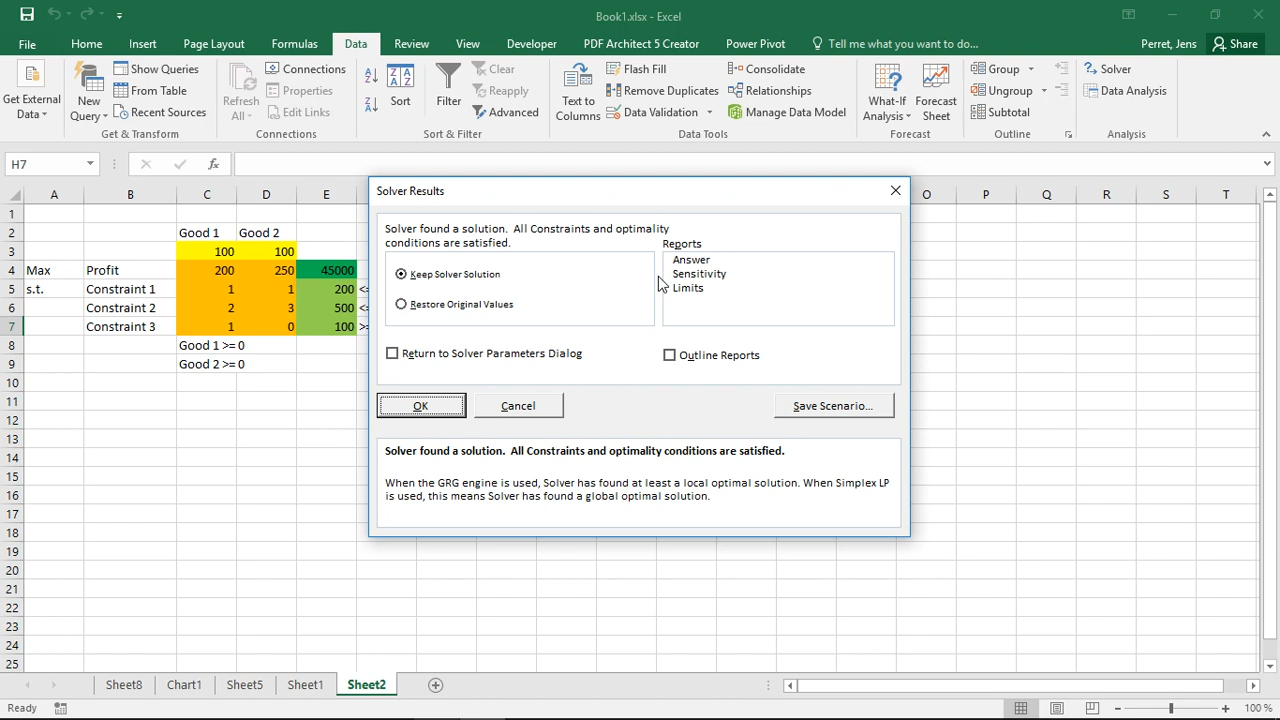 Book1.xlsx - Excel
File Home Insert Page Layout Formulas Data Review View Developer PDF Architect 5 Creator Power Pivot Tell me what you want to do... Perret, Jens Share
Get External Data
New Query
Show Queries
From Table
Recent Sources
Get & Transform
Refresh All
Connections
Properties
Edit Links
Connections
Sort
Filter
Clear
Reapply
Advanced
Sort & Filter
Text to Columns
Flash Fill
Remove Duplicates
Data Validation
Consolidate
Relationships
Manage Data Model
Data Tools
What-If Analysis
Forecast Sheet
Forecast
Group
Ungroup
Subtotal
Outline
Solver
Data Analysis
Analysis
H7 fx
A B C D E O P Q R S T
1
2 Good 1 Good 2
3 100 100
4 Max Profit 200 250 45000
5 s.t. Constraint 1 1 1 200 <=
6 Constraint 2 2 3 500 <=
7 Constraint 3 1 0 100 >=
8 Good 1 >= 0
9 Good 2 >= 0
10
11
12
13
14
15
16
17
18
19
20
21
22
23
24
25
Solver Results
Solver found a solution. All Constraints and optimality
conditions are satisfied.
Keep Solver Solution
Restore Original Values
Reports
Answer
Sensitivity
Limits
Return to Solver Parameters Dialog
Outline Reports
OK Cancel Save Scenario...
Solver found a solution. All Constraints and optimality conditions are satisfied.
When the GRG engine is used, Solver has found at least a local optimal solution. When Simplex LP
is used, this means Solver has found a global optimal solution.
Sheet8 Chart1 Sheet5 Sheet1 Sheet2
Ready 100 %